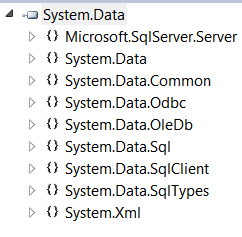 System.Data
{} Microsoft.SqlServer.Server
{} System.Data
{} System.Data.Common
{} System.Data.Odbc
{} System.Data.OleDb
{} System.Data.Sql
{} System.Data.SqlClient
{} System.Data.SqlTypes
{} System.Xml